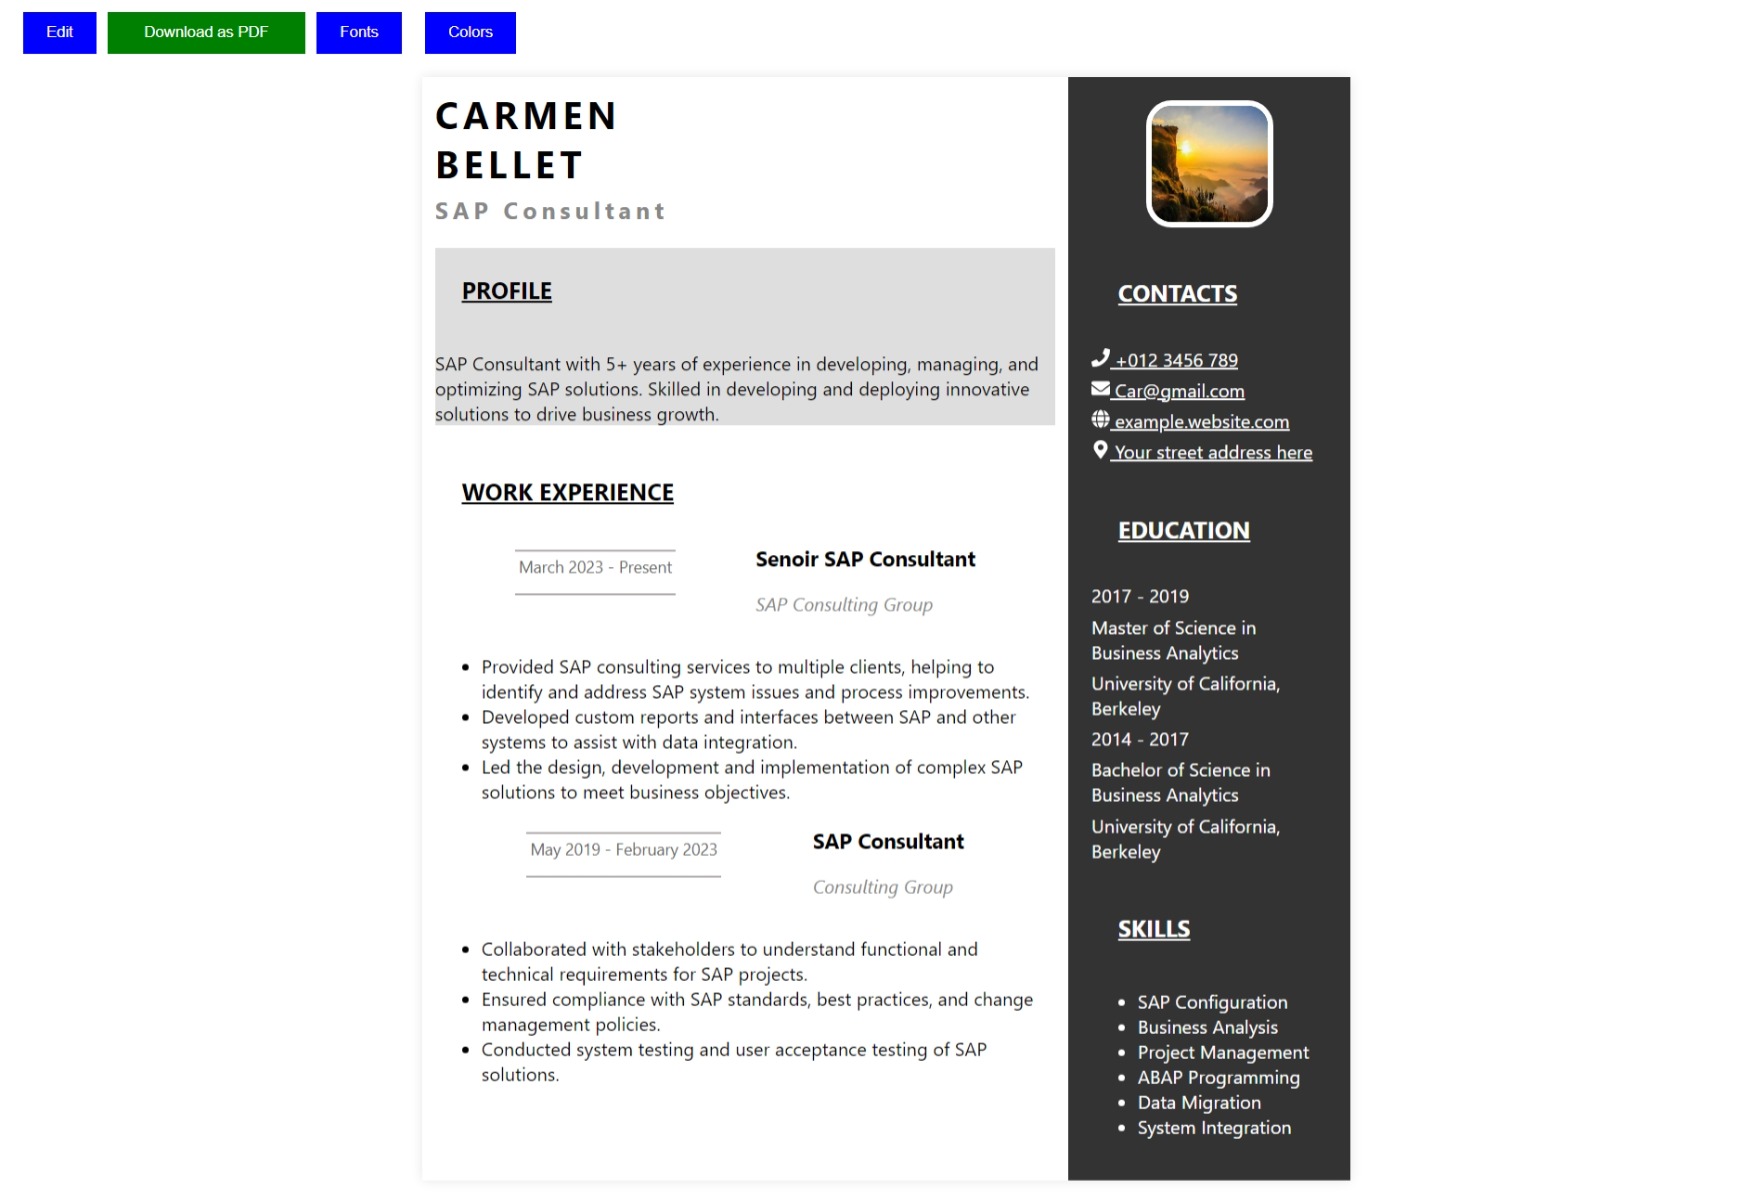 Edit
Download as PDF
Fonts
Colors
CARMEN
BELLET
SAP Consultant
PROFILE
SAP Consultant with 5+ years of experience in developing, managing, and
optimizing SAP solutions. Skilled in developing and deploying innovative
solutions to drive business growth.
WORK EXPERIENCE
March 2023 - Present
Senoir SAP Consultant
SAP Consulting Group
• Provided SAP consulting services to multiple clients, helping to
identify and address SAP system issues and process improvements.
• Developed custom reports and interfaces between SAP and other
systems to assist with data integration.
• Led the design, development and implementation of complex SAP
solutions to meet business objectives.
May 2019 - February 2023
SAP Consultant
Consulting Group
• Collaborated with stakeholders to understand functional and
technical requirements for SAP projects.
• Ensured compliance with SAP standards, best practices, and change
management policies.
• Conducted system testing and user acceptance testing of SAP
solutions.
CONTACTS
+012 3456 789
Car@gmail.com
example.website.com
Your street address here
EDUCATION
2017 - 2019
Master of Science in
Business Analytics
University of California,
Berkeley
2014 - 2017
Bachelor of Science in
Business Analytics
University of California,
Berkeley
SKILLS
• SAP Configuration
• Business Analysis
• Project Management
• ABAP Programming
• Data Migration
• System Integration